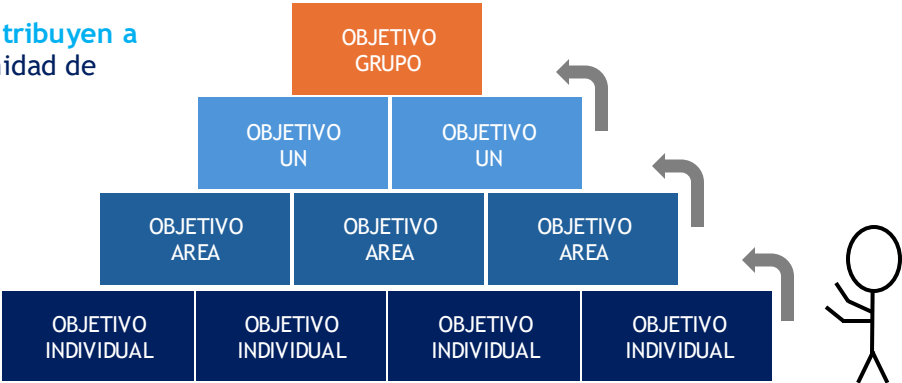 tribuyen a
idad de
OBJETIVO
GRUPO
OBJETIVO
UN
OBJETIVO
UN
OBJETIVO
AREA
OBJETIVO
AREA
OBJETIVO
AREA
OBJETIVO
INDIVIDUAL
OBJETIVO
INDIVIDUAL
OBJETIVO
INDIVIDUAL
OBJETIVO
INDIVIDUAL